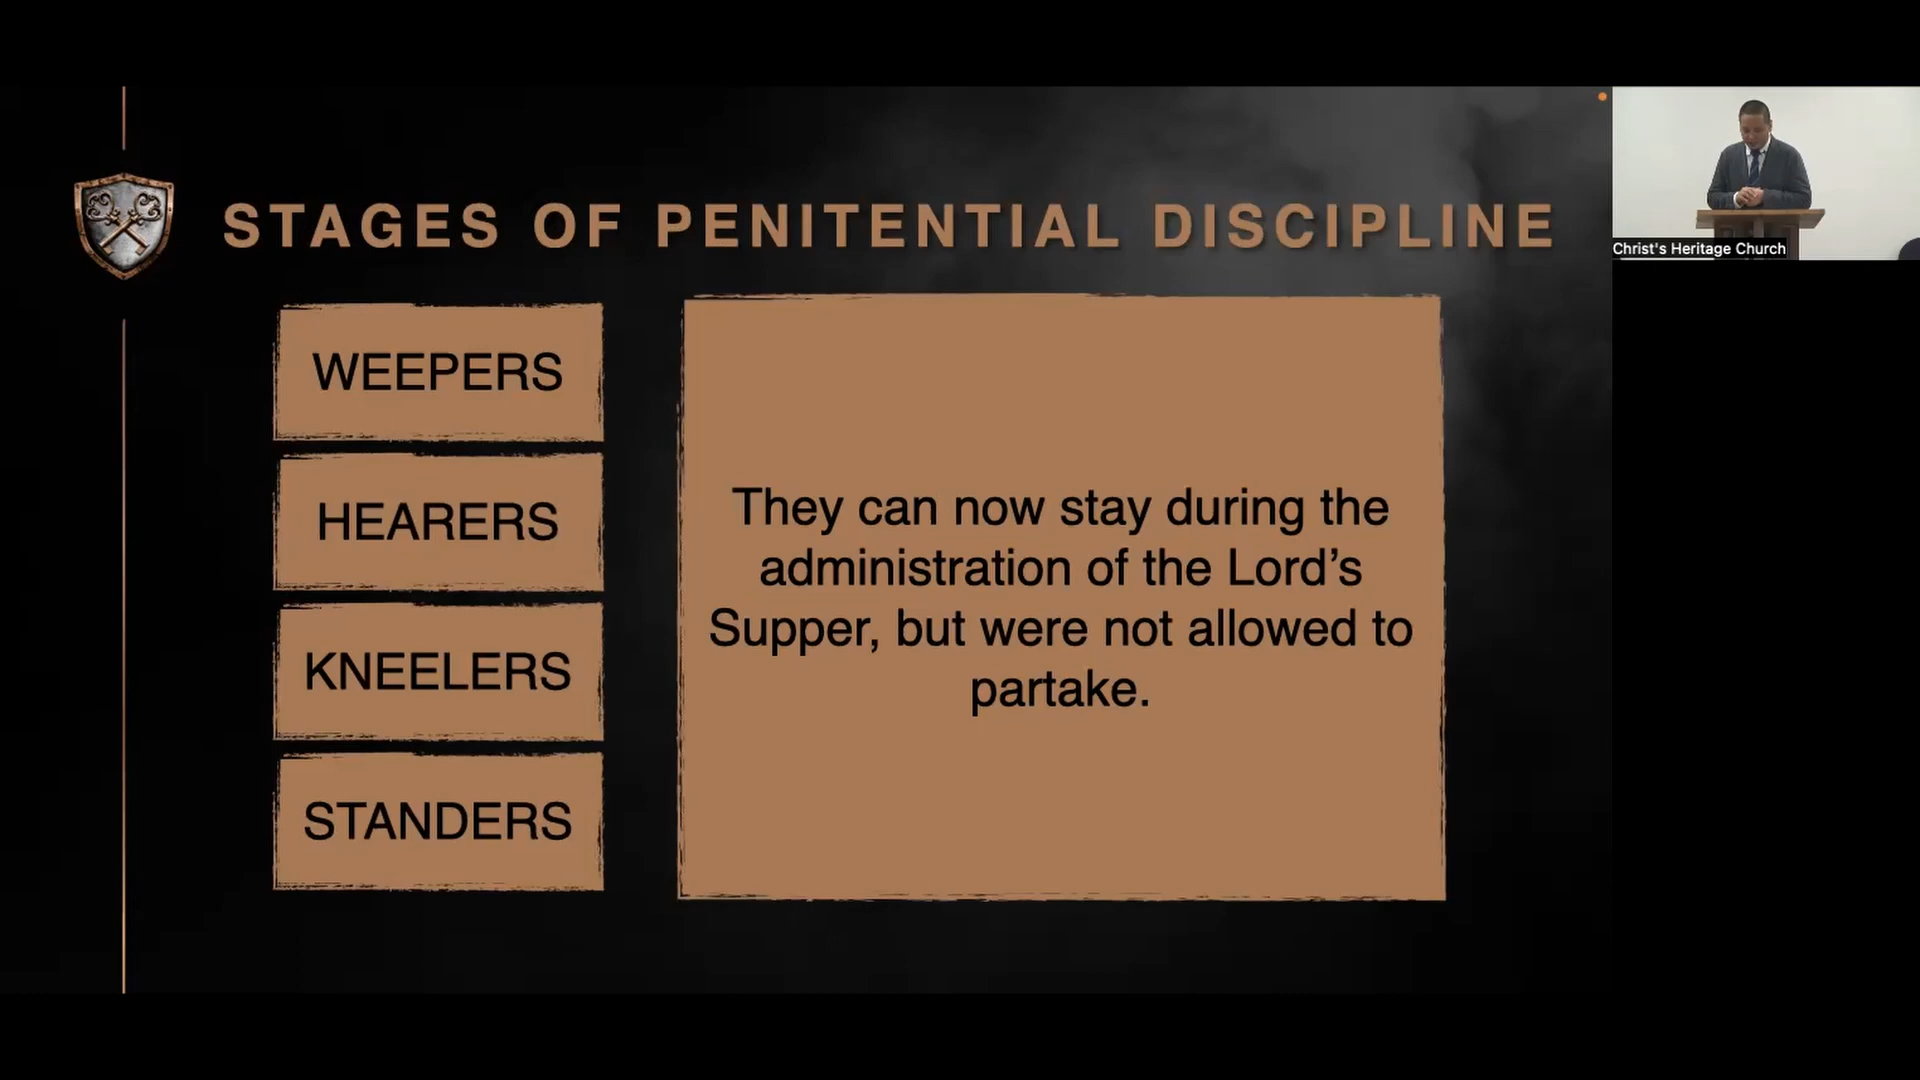 STAGES OF PENITENTIAL DISCIPLINE
WEEPERS
HEARERS
KNEELERS
STANDERS
They can now stay during the
administration of the Lord’s
Supper, but were not allowed to
partake.
Christ's Heritage Church